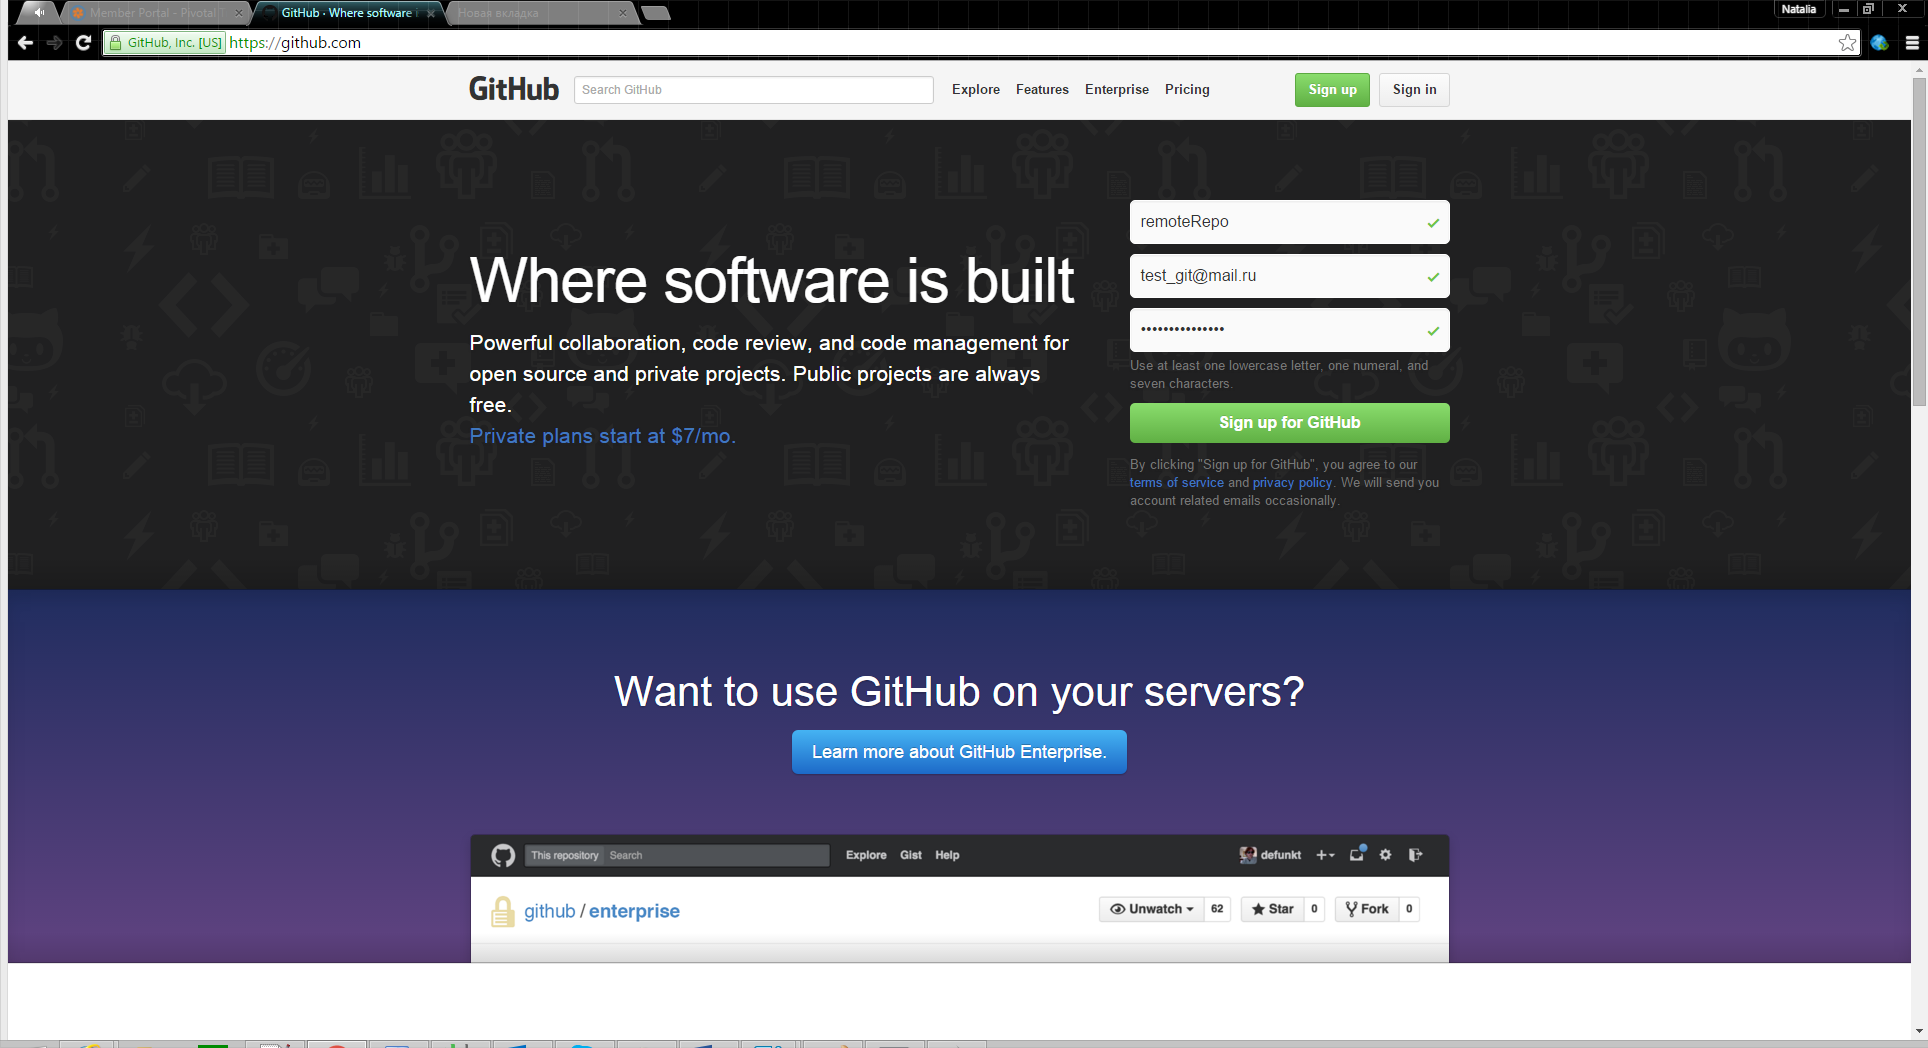 Member Portal - Pivotal
GitHub · Where software i
Новая вкладка
Natalia
GitHub, Inc. [US]
https://github.com
GitHub
Search GitHub
Explore
Features
Enterprise
Pricing
Sign up
Sign in
Where software is built
Powerful collaboration, code review, and code management for
open source and private projects. Public projects are always
free.
Private plans start at $7/mo.
remoteRepo
test_git@mail.ru
•••••••••••••••
Use at least one lowercase letter, one numeral, and
seven characters.
Sign up for GitHub
By clicking "Sign up for GitHub", you agree to our
terms of service and privacy policy. We will send you
account related emails occasionally.
Want to use GitHub on your servers?
Learn more about GitHub Enterprise.
This repository
Search
Explore
Gist
Help
defunkt
github / enterprise
Unwatch
62
Star
0
Fork
0